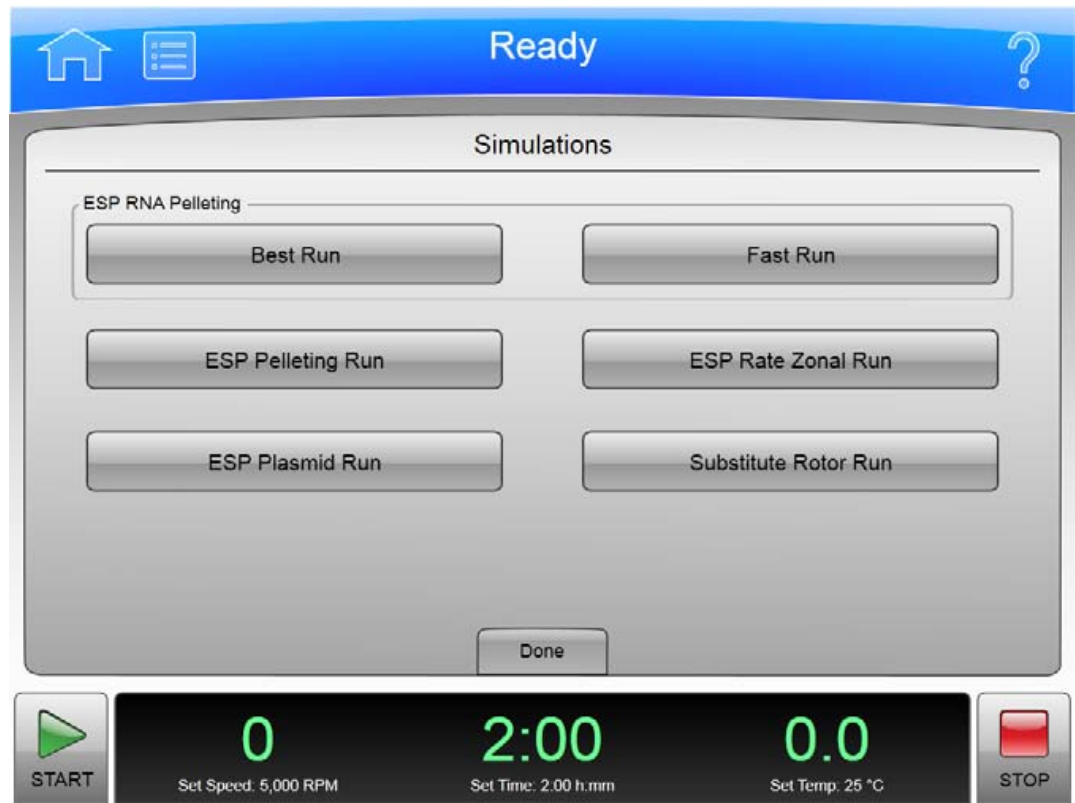 Ready
?
Simulations
ESP RNA Pelleting
Best Run
Fast Run
ESP Pelleting Run
ESP Rate Zonal Run
ESP Plasmid Run
Substitute Rotor Run
Done
START
0
2:00
0.0
Set Speed: 5,000 RPM
Set Time: 2.00 h:mm
Set Temp: 25 °C
STOP